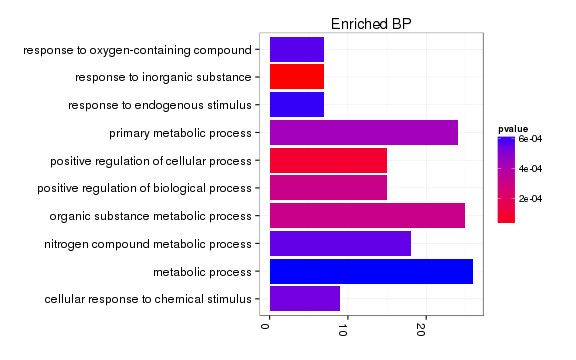 Enriched BP
response to oxygen-containing compound
response to inorganic substance
response to endogenous stimulus
primary metabolic process
positive regulation of cellular process
positive regulation of biological process
organic substance metabolic process
nitrogen compound metabolic process
metabolic process
cellular response to chemical stimulus
0
10
20
pvalue
6e-04
4e-04
2e-04